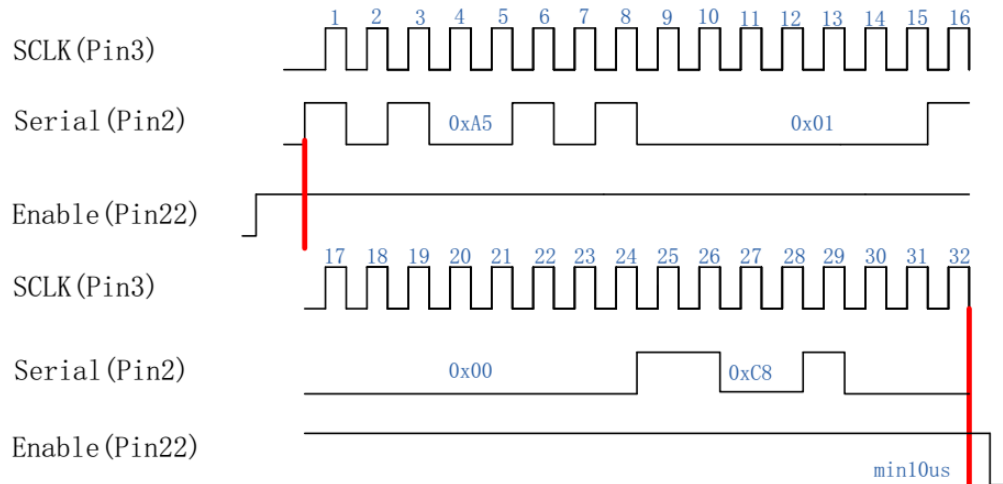 1 2 3 4 5 6 7 8 9 10 11 12 13 14 15 16
SCLK(Pin3)
Serial(Pin2) 0xA5 0x01
Enable(Pin22)
17 18 19 20 21 22 23 24 25 26 27 28 29 30 31 32
SCLK(Pin3)
Serial(Pin2) 0x00 0xC8
Enable(Pin22)
min10us